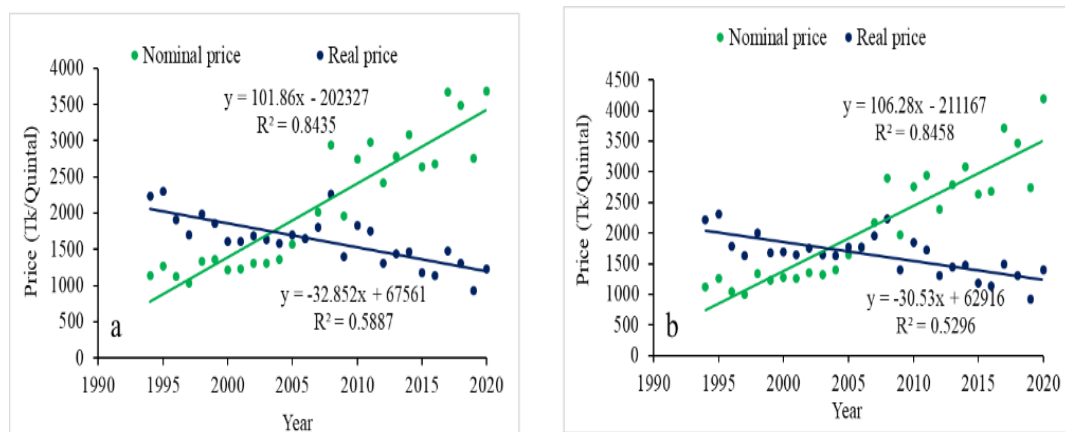 Nominal price Real price
4000
3500
3000
2500
2000
1500
1000
500
0
Price (Tk/Quintal)
y = 101.86x - 202327
R² = 0.8435
y = -32.852x + 67561
R² = 0.5887
a
1990 1995 2000 2005 2010 2015 2020
Year
Nominal price Real price
4500
4000
3500
3000
2500
2000
1500
1000
500
0
Price (Tk/Quintal)
y = 106.28x - 211167
R² = 0.8458
y = -30.53x + 62916
R² = 0.5296
b
1990 1995 2000 2005 2010 2015 2020
Year